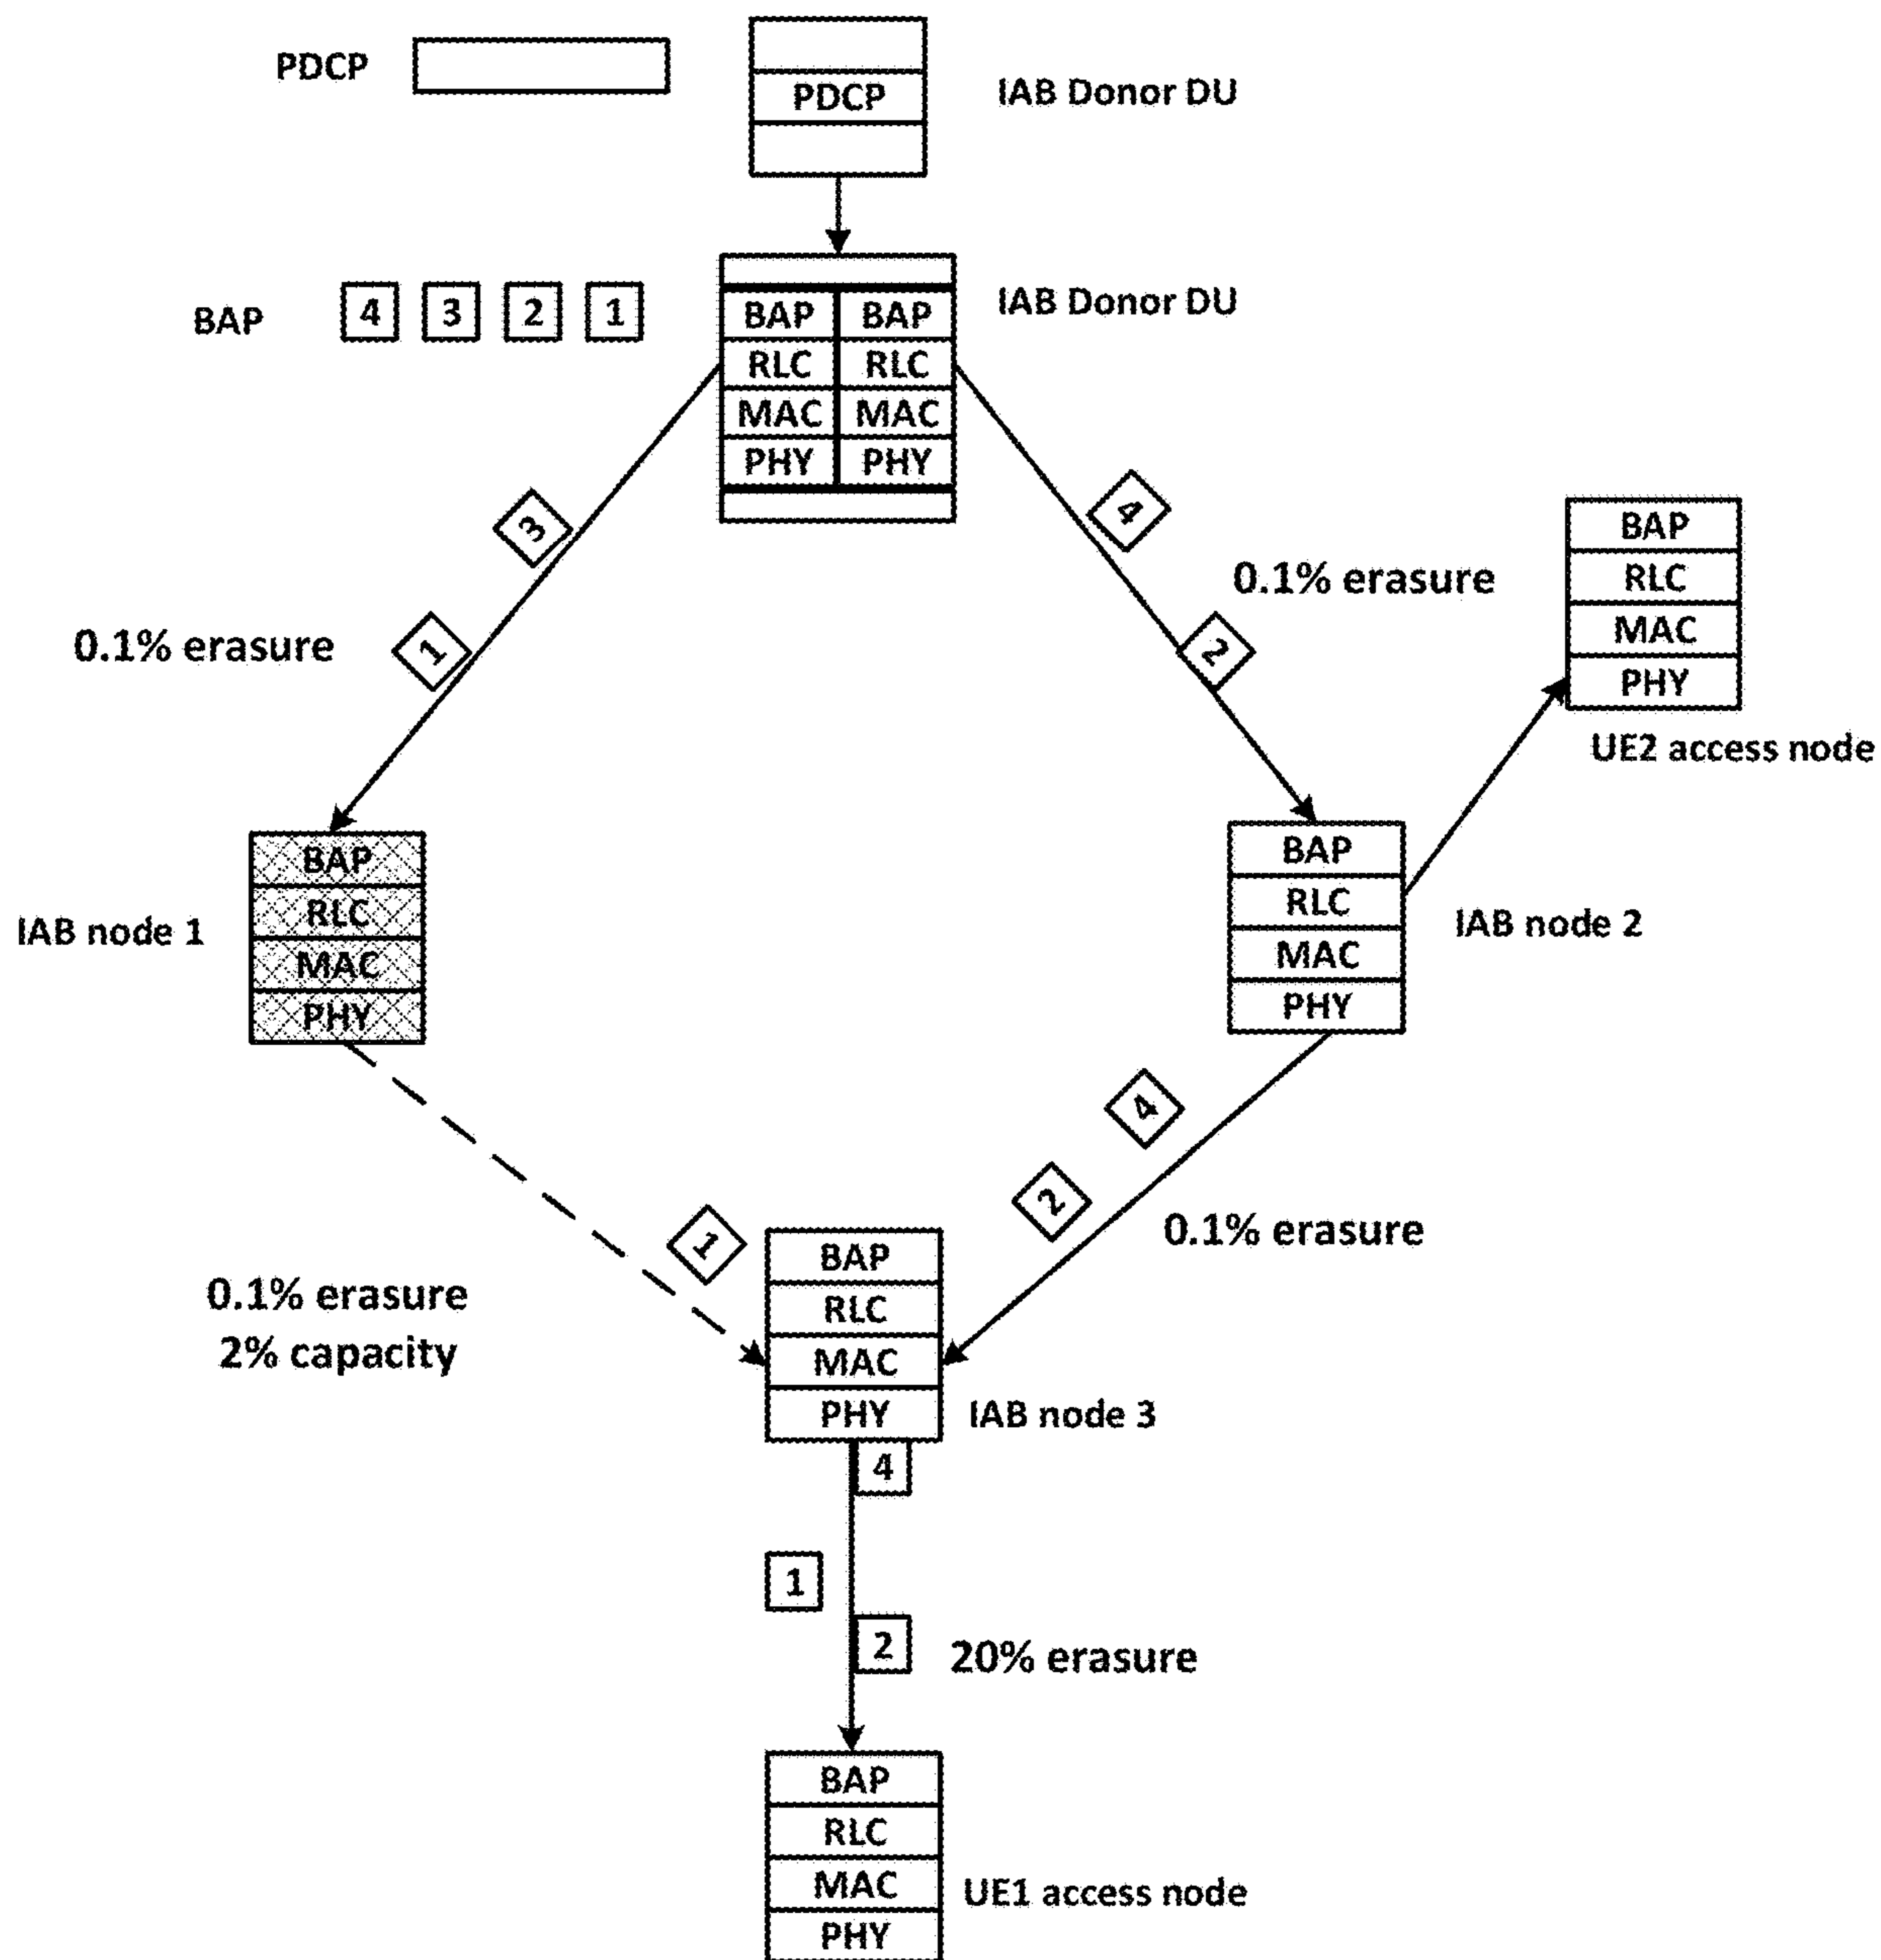 PDCP
PDCP
IAB Donor DU
BAP
4 3 2 1
BAP BAP
RLC RLC
MAC MAC
PHY PHY
IAB Donor DU
3
4
0.1% erasure
0.1% erasure
1
2
BAP
RLC
MAC
PHY
UE2 access node
BAP
RLC
MAC
PHY
IAB node 1
BAP
RLC
MAC
PHY
IAB node 2
4
2
0.1% erasure
1
0.1% erasure
2% capacity
BAP
RLC
MAC
PHY
IAB node 3
4
1
2
20% erasure
BAP
RLC
MAC
PHY
UE1 access node